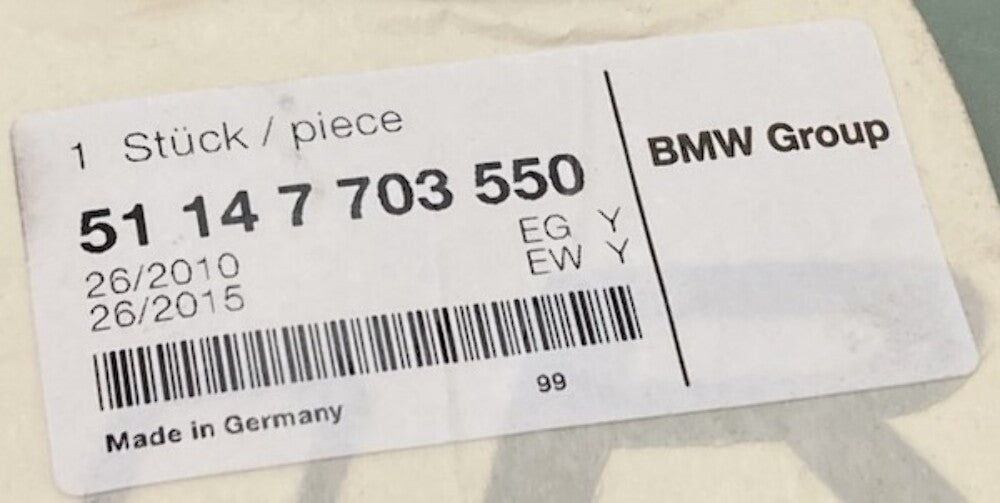 1 Stück / piece
BMW Group
51 14 7 703 550
26/2010 EG Y
26/2015 EW Y
99
Made in Germany